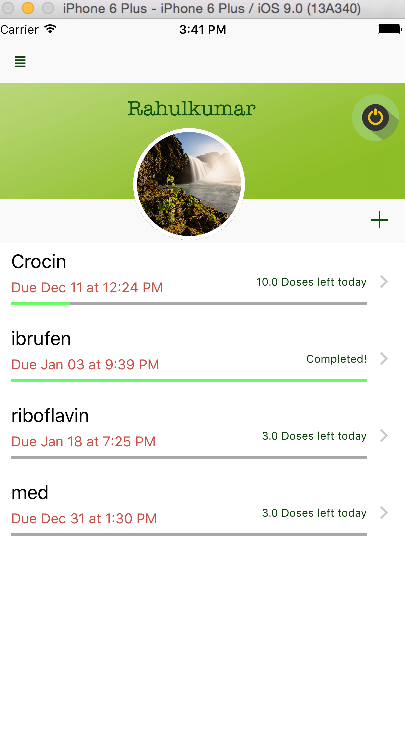 iPhone 6 Plus - iPhone 6 Plus / iOS 9.0 (13A340)
Carrier 3:41 PM
Rahulkumar
Crocin
Due Dec 11 at 12:24 PM 10.0 Doses left today
ibrufen
Due Jan 03 at 9:39 PM Completed!
riboflavin
Due Jan 18 at 7:25 PM 3.0 Doses left today
med
Due Dec 31 at 1:30 PM 3.0 Doses left today